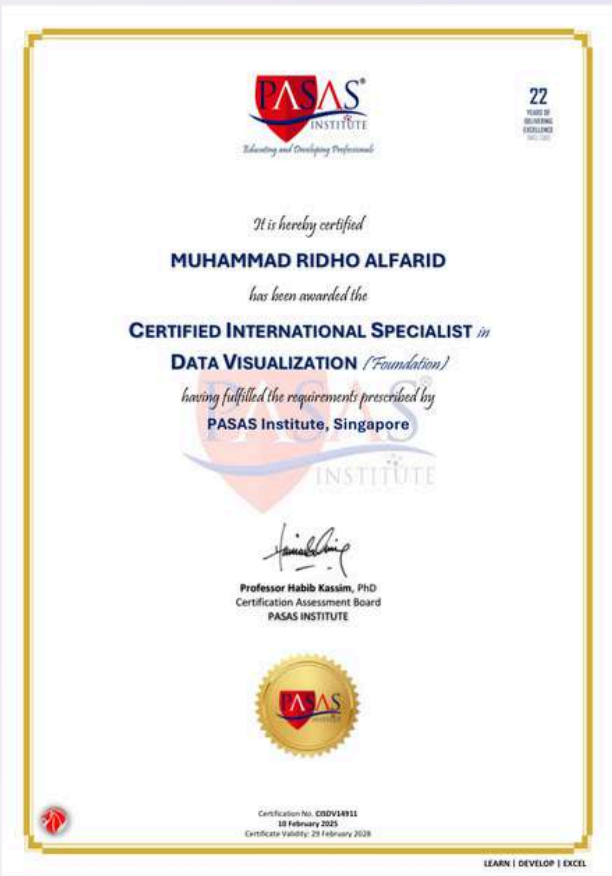 PASAS®
INSTITUTE
Educating and Developing Professionals
22
YEARS OF
DELIVERING
EXCELLENCE
It is hereby certified
MUHAMMAD RIDHO ALFARID
has been awarded the
CERTIFIED INTERNATIONAL SPECIALIST in
DATA VISUALIZATION (Foundation)
having fulfilled the requirements prescribed by
PASAS Institute, Singapore
PASAS®
INSTITUTE
Professor Habib Kassim, PhD
Certification Assessment Board
PASAS INSTITUTE
PASAS
INSTITUTE
Certification No. CISDV14911
10 February 2025
Certificate Validity: 29 February 2028
LEARN | DEVELOP | EXCEL